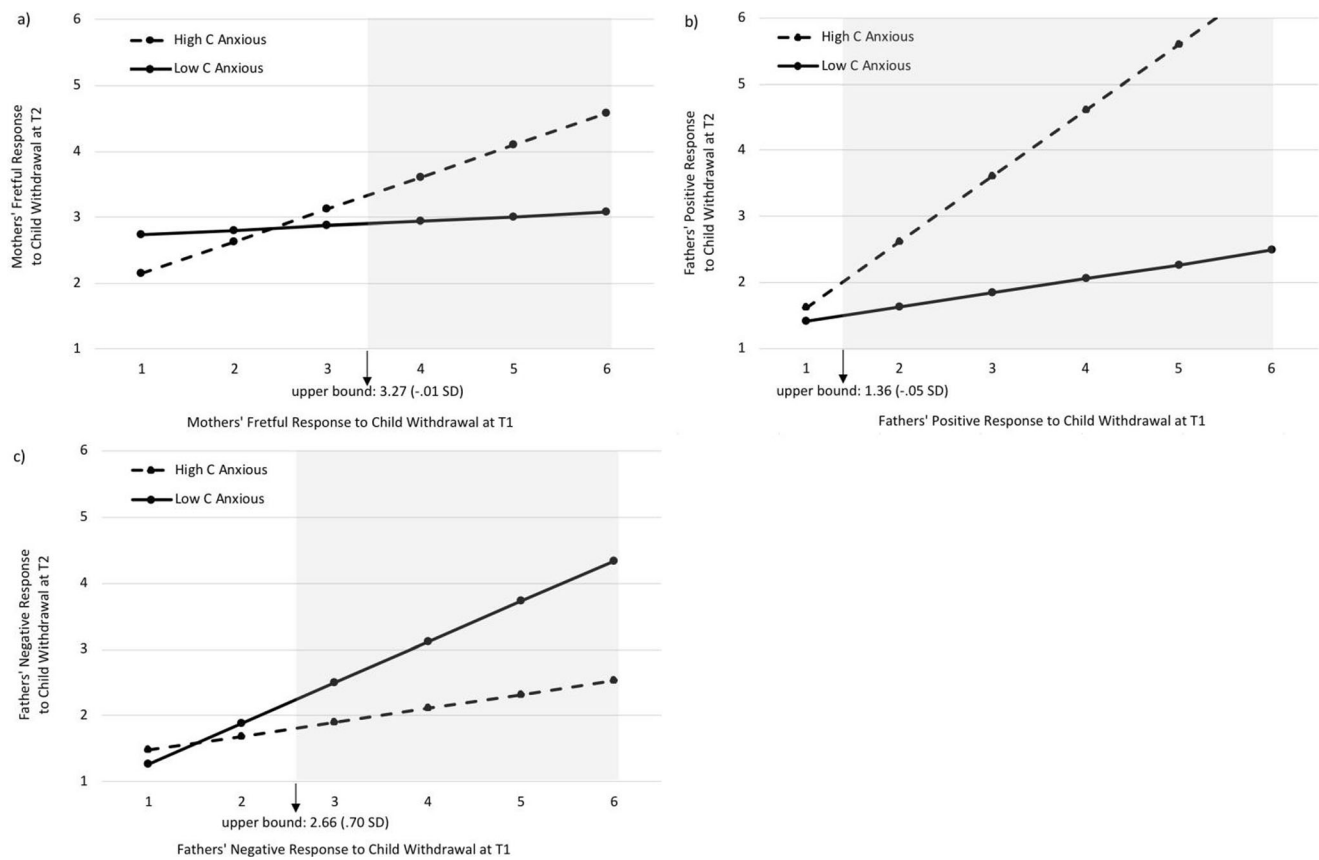 a)
6
High C Anxious
Low C Anxious
5
4
3
2
1
Mothers' Fretful Response
to Child Withdrawal at T2
1 2 3 4 5 6
upper bound: 3.27 (-.01 SD)
Mothers' Fretful Response to Child Withdrawal at T1
b)
6
High C Anxious
Low C Anxious
5
4
3
2
1
Fathers' Positive Response
to Child Withdrawal at T2
1 2 3 4 5 6
upper bound: 1.36 (-.05 SD)
Fathers' Positive Response to Child Withdrawal at T1
c)
6
High C Anxious
Low C Anxious
5
4
3
2
1
Fathers' Negative Response
to Child Withdrawal at T2
1 2 3 4 5 6
upper bound: 2.66 (.70 SD)
Fathers' Negative Response to Child Withdrawal at T1